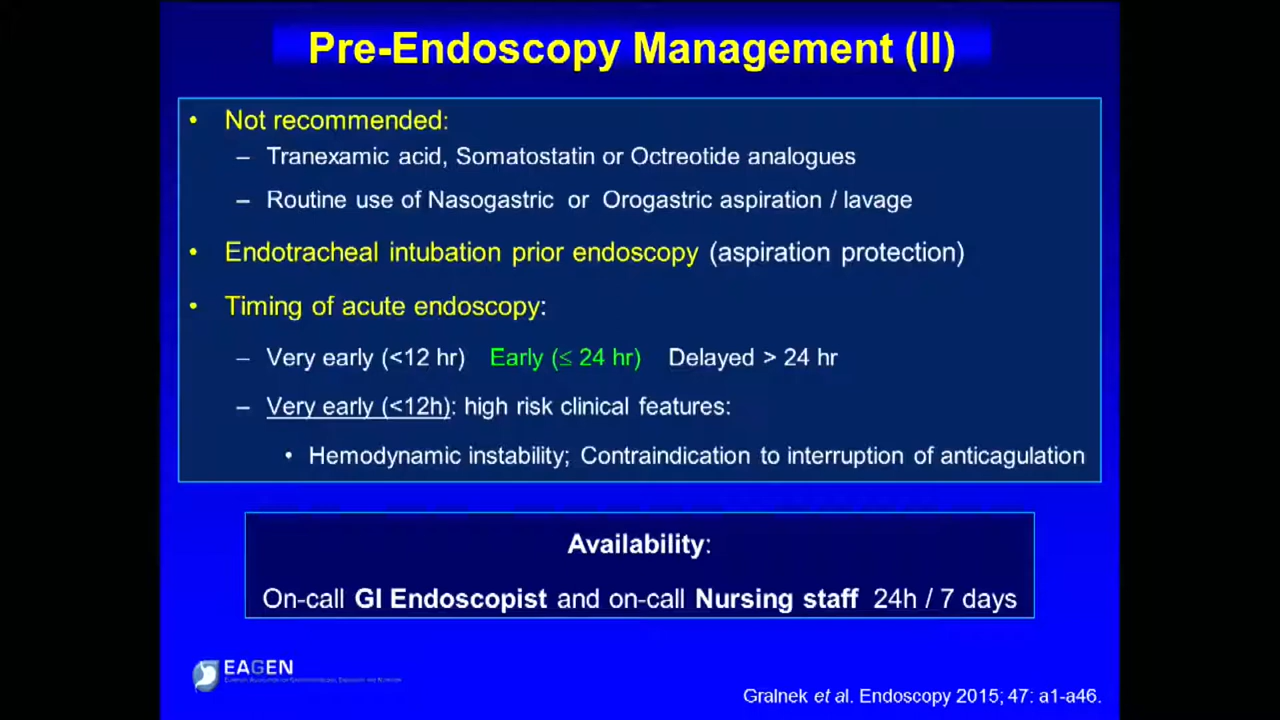 Pre-Endoscopy Management (II)
• Not recommended:
– Tranexamic acid, Somatostatin or Octreotide analogues
– Routine use of Nasogastric or Orogastric aspiration / lavage
• Endotracheal intubation prior endoscopy (aspiration protection)
• Timing of acute endoscopy:
– Very early (<12 hr) Early (≤ 24 hr) Delayed > 24 hr
– Very early (<12h): high risk clinical features:
• Hemodynamic instability; Contraindication to interruption of anticagulation
Availability:
On-call GI Endoscopist and on-call Nursing staff 24h / 7 days
EAGEN
Gralnek et al. Endoscopy 2015; 47: a1-a46.